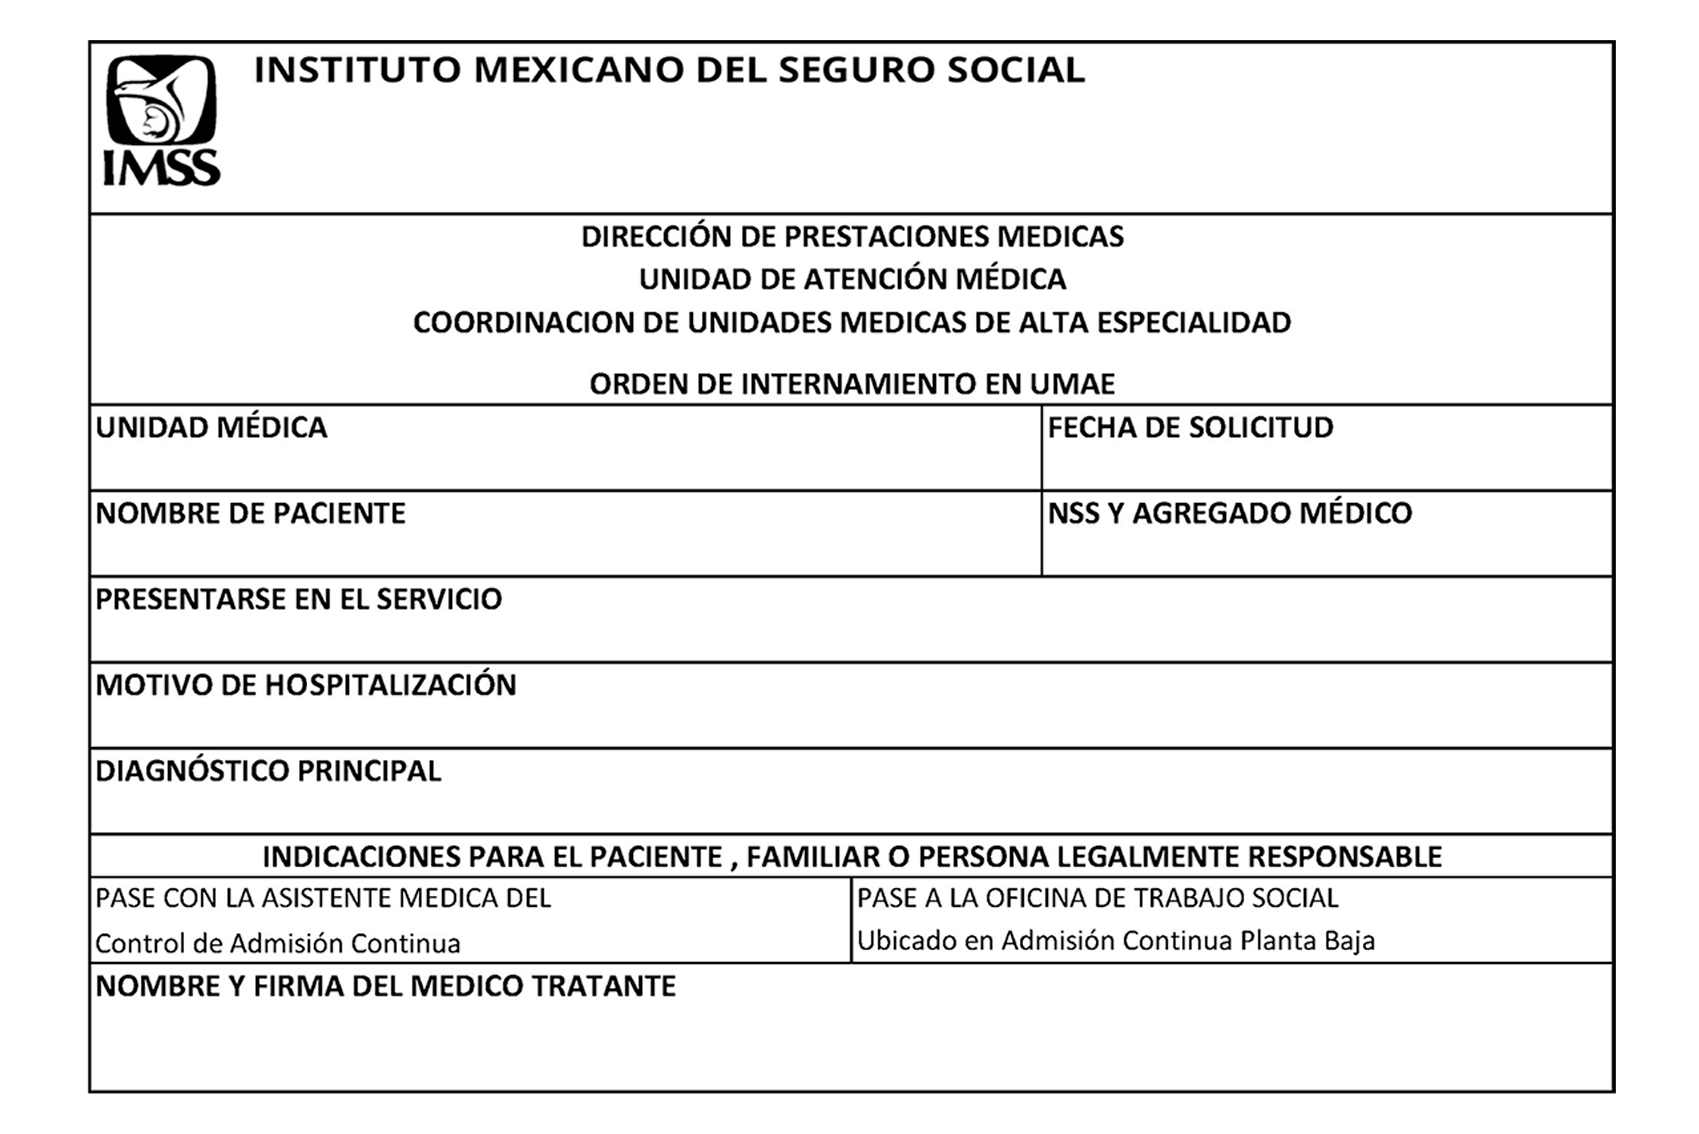 INSTITUTO MEXICANO DEL SEGURO SOCIAL
IMSS
DIRECCIÓN DE PRESTACIONES MEDICAS
UNIDAD DE ATENCIÓN MÉDICA
COORDINACION DE UNIDADES MEDICAS DE ALTA ESPECIALIDAD
ORDEN DE INTERNAMIENTO EN UMAE
UNIDAD MÉDICA
FECHA DE SOLICITUD
NOMBRE DE PACIENTE
NSS Y AGREGADO MÉDICO
PRESENTARSE EN EL SERVICIO
MOTIVO DE HOSPITALIZACIÓN
DIAGNÓSTICO PRINCIPAL
INDICACIONES PARA EL PACIENTE , FAMILIAR O PERSONA LEGALMENTE RESPONSABLE
PASE CON LA ASISTENTE MEDICA DEL
Control de Admisión Continua
PASE A LA OFICINA DE TRABAJO SOCIAL
Ubicado en Admisión Continua Planta Baja
NOMBRE Y FIRMA DEL MEDICO TRATANTE